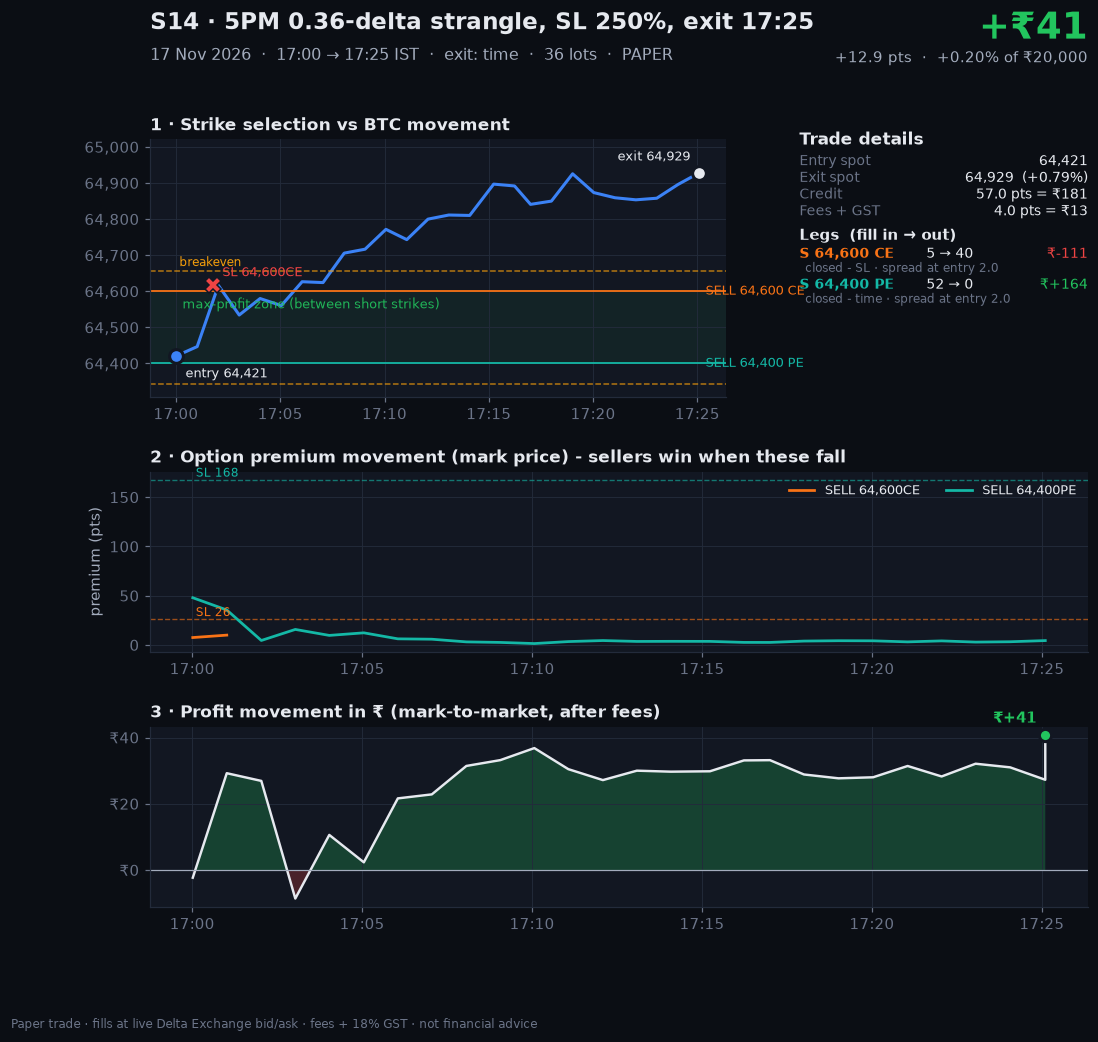 S14 · 5PM 0.36-delta strangle, SL 250%, exit 17:25
+₹41
17 Nov 2026 · 17:00 → 17:25 IST · exit: time · 36 lots · PAPER
+12.9 pts · +0.20% of ₹20,000
1 · Strike selection vs BTC movement
65,000
64,900
64,800
64,700
64,600
64,500
64,400
exit 64,929
breakeven
SL 64,600CE
SELL 64,600 CE
max-profit zone (between short strikes)
SELL 64,400 PE
entry 64,421
17:00
17:05
17:10
17:15
17:20
17:25
Trade details
Entry spot 64,421
Exit spot 64,929 (+0.79%)
Credit 57.0 pts = ₹181
Fees + GST 4.0 pts = ₹13
Legs (fill in → out)
S 64,600 CE 5 → 40 ₹-111
closed - SL · spread at entry 2.0
S 64,400 PE 52 → 0 ₹+164
closed - time · spread at entry 2.0
2 · Option premium movement (mark price) - sellers win when these fall
SL 168
SELL 64,600CE
SELL 64,400PE
premium (pts)
150
100
50
0
SL 26
17:00
17:05
17:10
17:15
17:20
17:25
3 · Profit movement in ₹ (mark-to-market, after fees)
₹+41
₹40
₹20
₹0
17:00
17:05
17:10
17:15
17:20
17:25
Paper trade · fills at live Delta Exchange bid/ask · fees + 18% GST · not financial advice